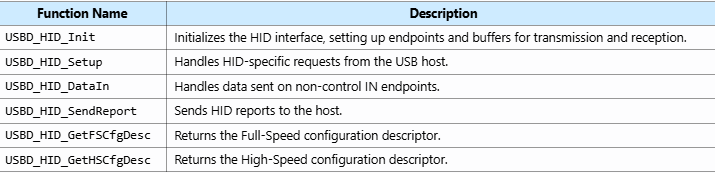 Function Name Description
USBD_HID_Init Initializes the HID interface, setting up endpoints and buffers for transmission and reception.
USBD_HID_Setup Handles HID-specific requests from the USB host.
USBD_HID_DataIn Handles data sent on non-control IN endpoints.
USBD_HID_SendReport Sends HID reports to the host.
USBD_HID_GetFSCfgDesc Returns the Full-Speed configuration descriptor.
USBD_HID_GetHSCfgDesc Returns the High-Speed configuration descriptor.